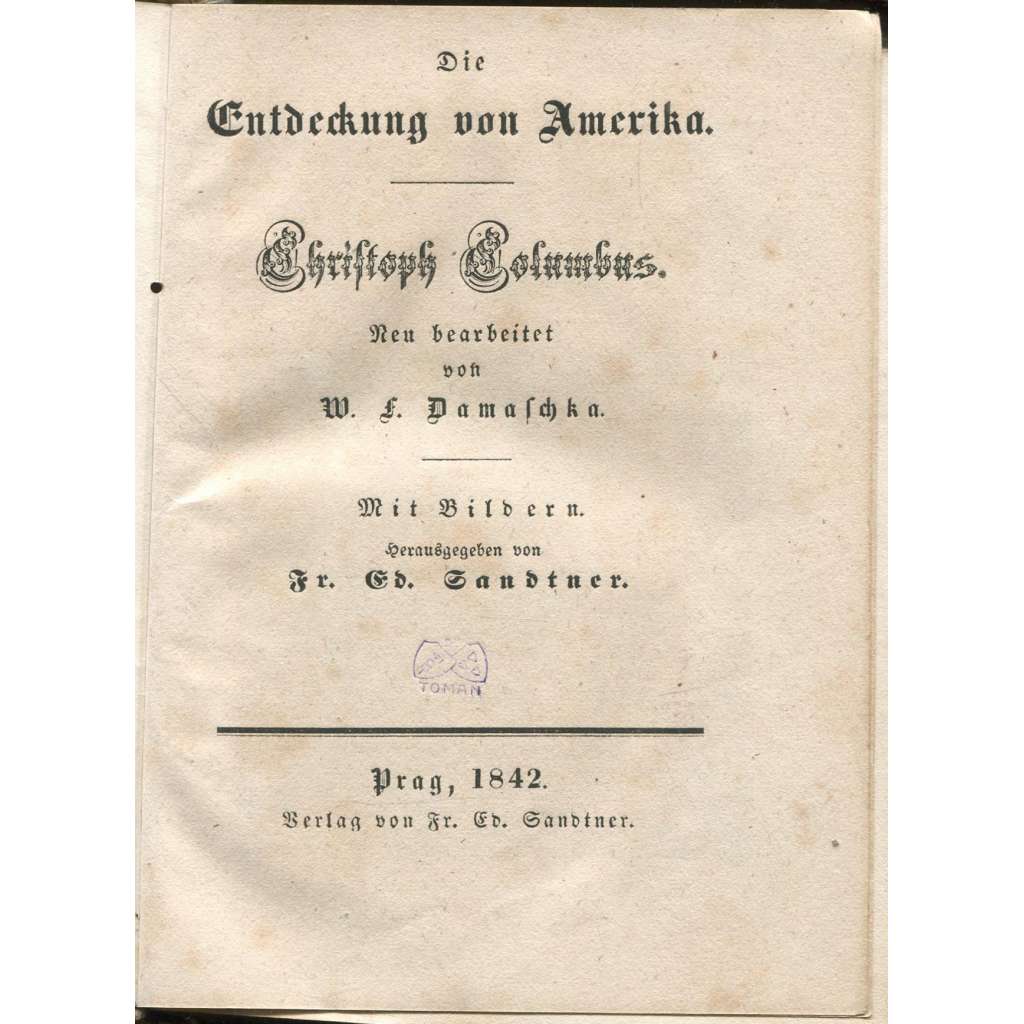 Die
Entdeckung von Amerika.
Chriſtoph Columbus.
Neu bearbeitet
von
W. F. Damaſchka.
Mit Bildern.
Herausgegeben von
Fr. Ed. Sandtner.
TOMAN
Prag, 1842.
Verlag von Fr. Ed. Sandtner.